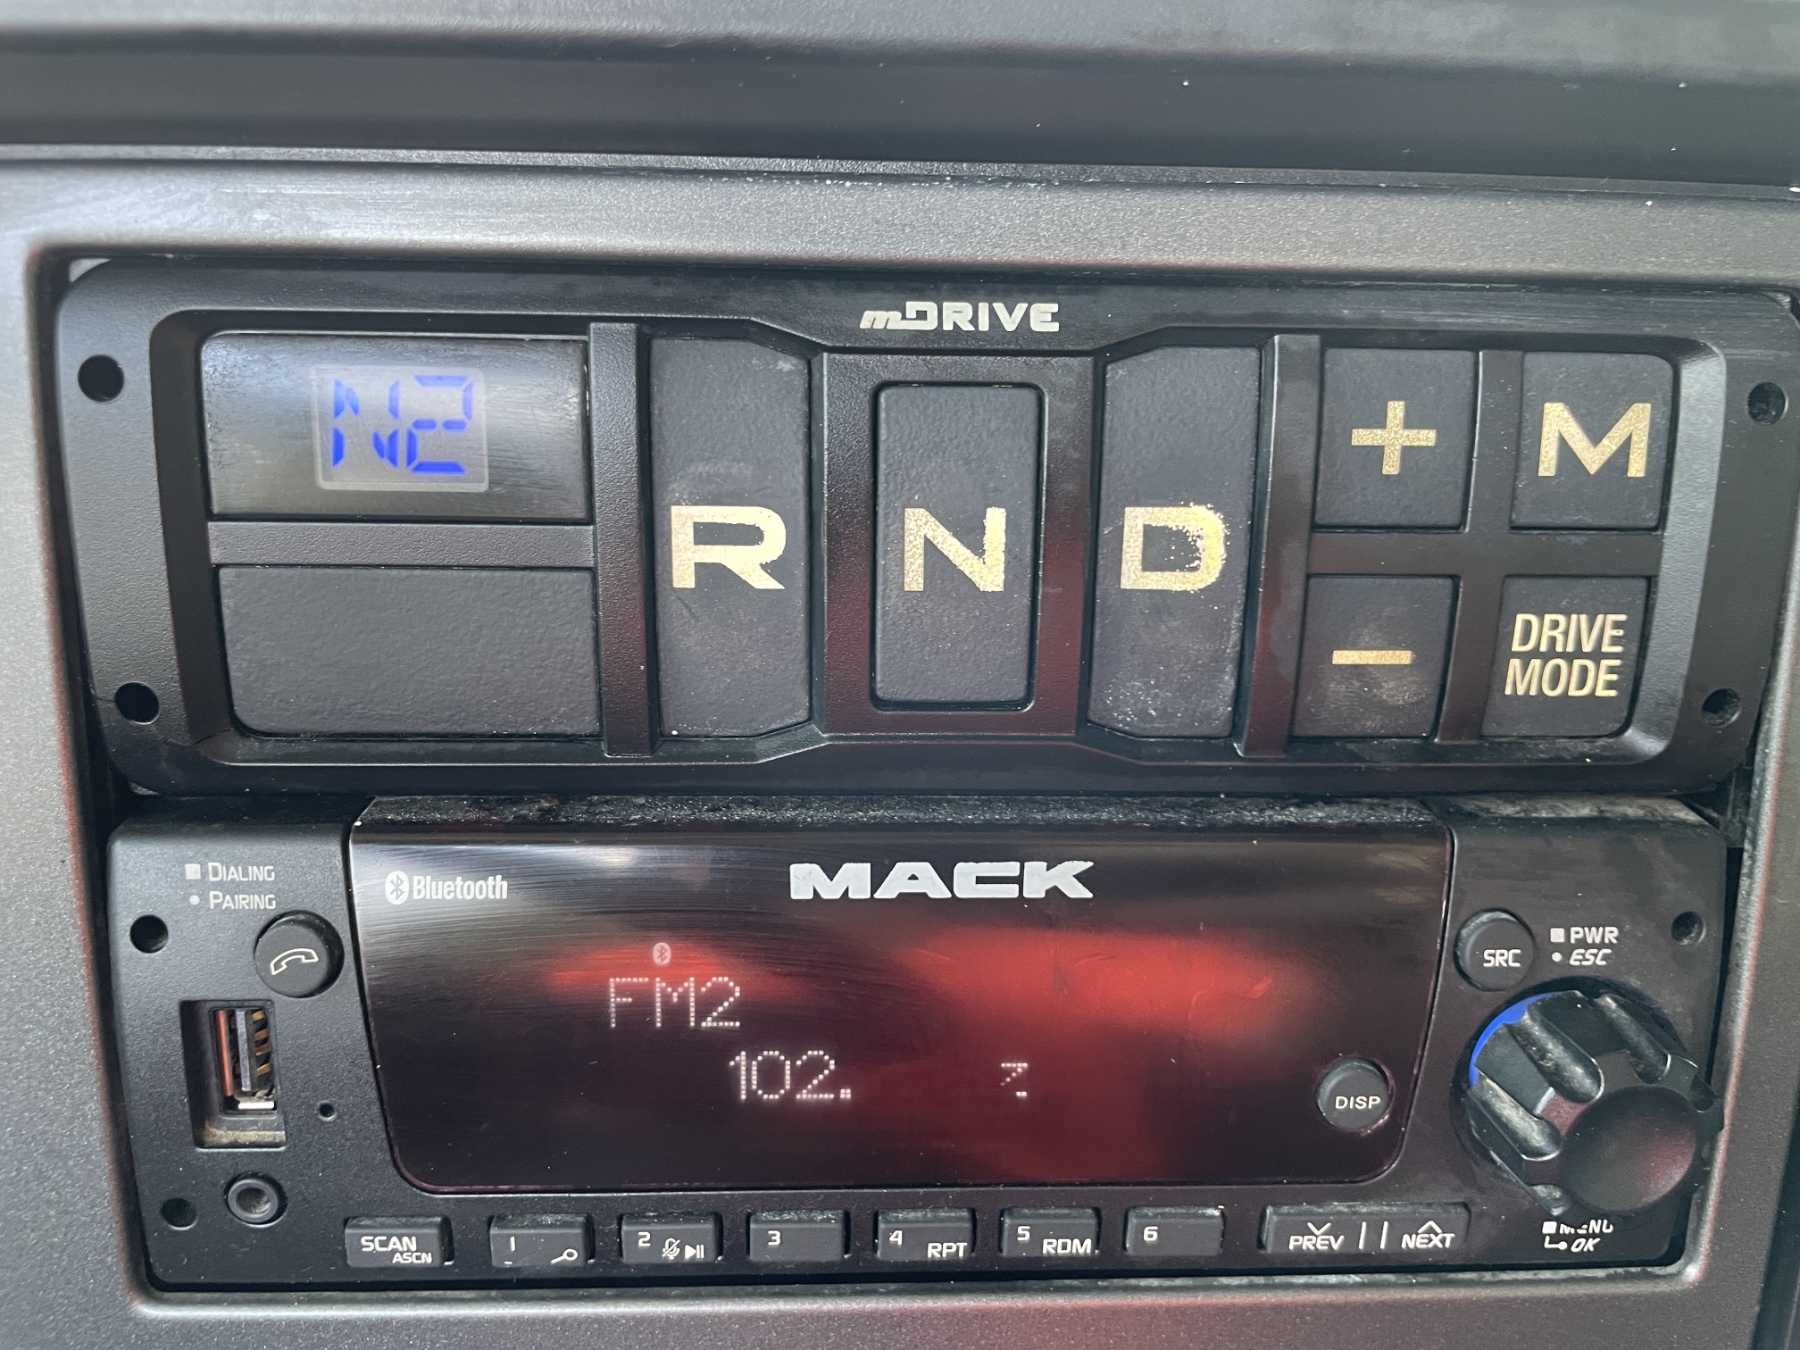 mDRIVE
N2
R
N
D
+
M
-
DRIVE
MODE
DIALING
PAIRING
Bluetooth
MACK
FM2
102.
SRC
PWR
ESC
DISP
SCAN
ASCN
1
2
3
4 RPT
5 RDM
6
PREV
NEXT
MENU
OK